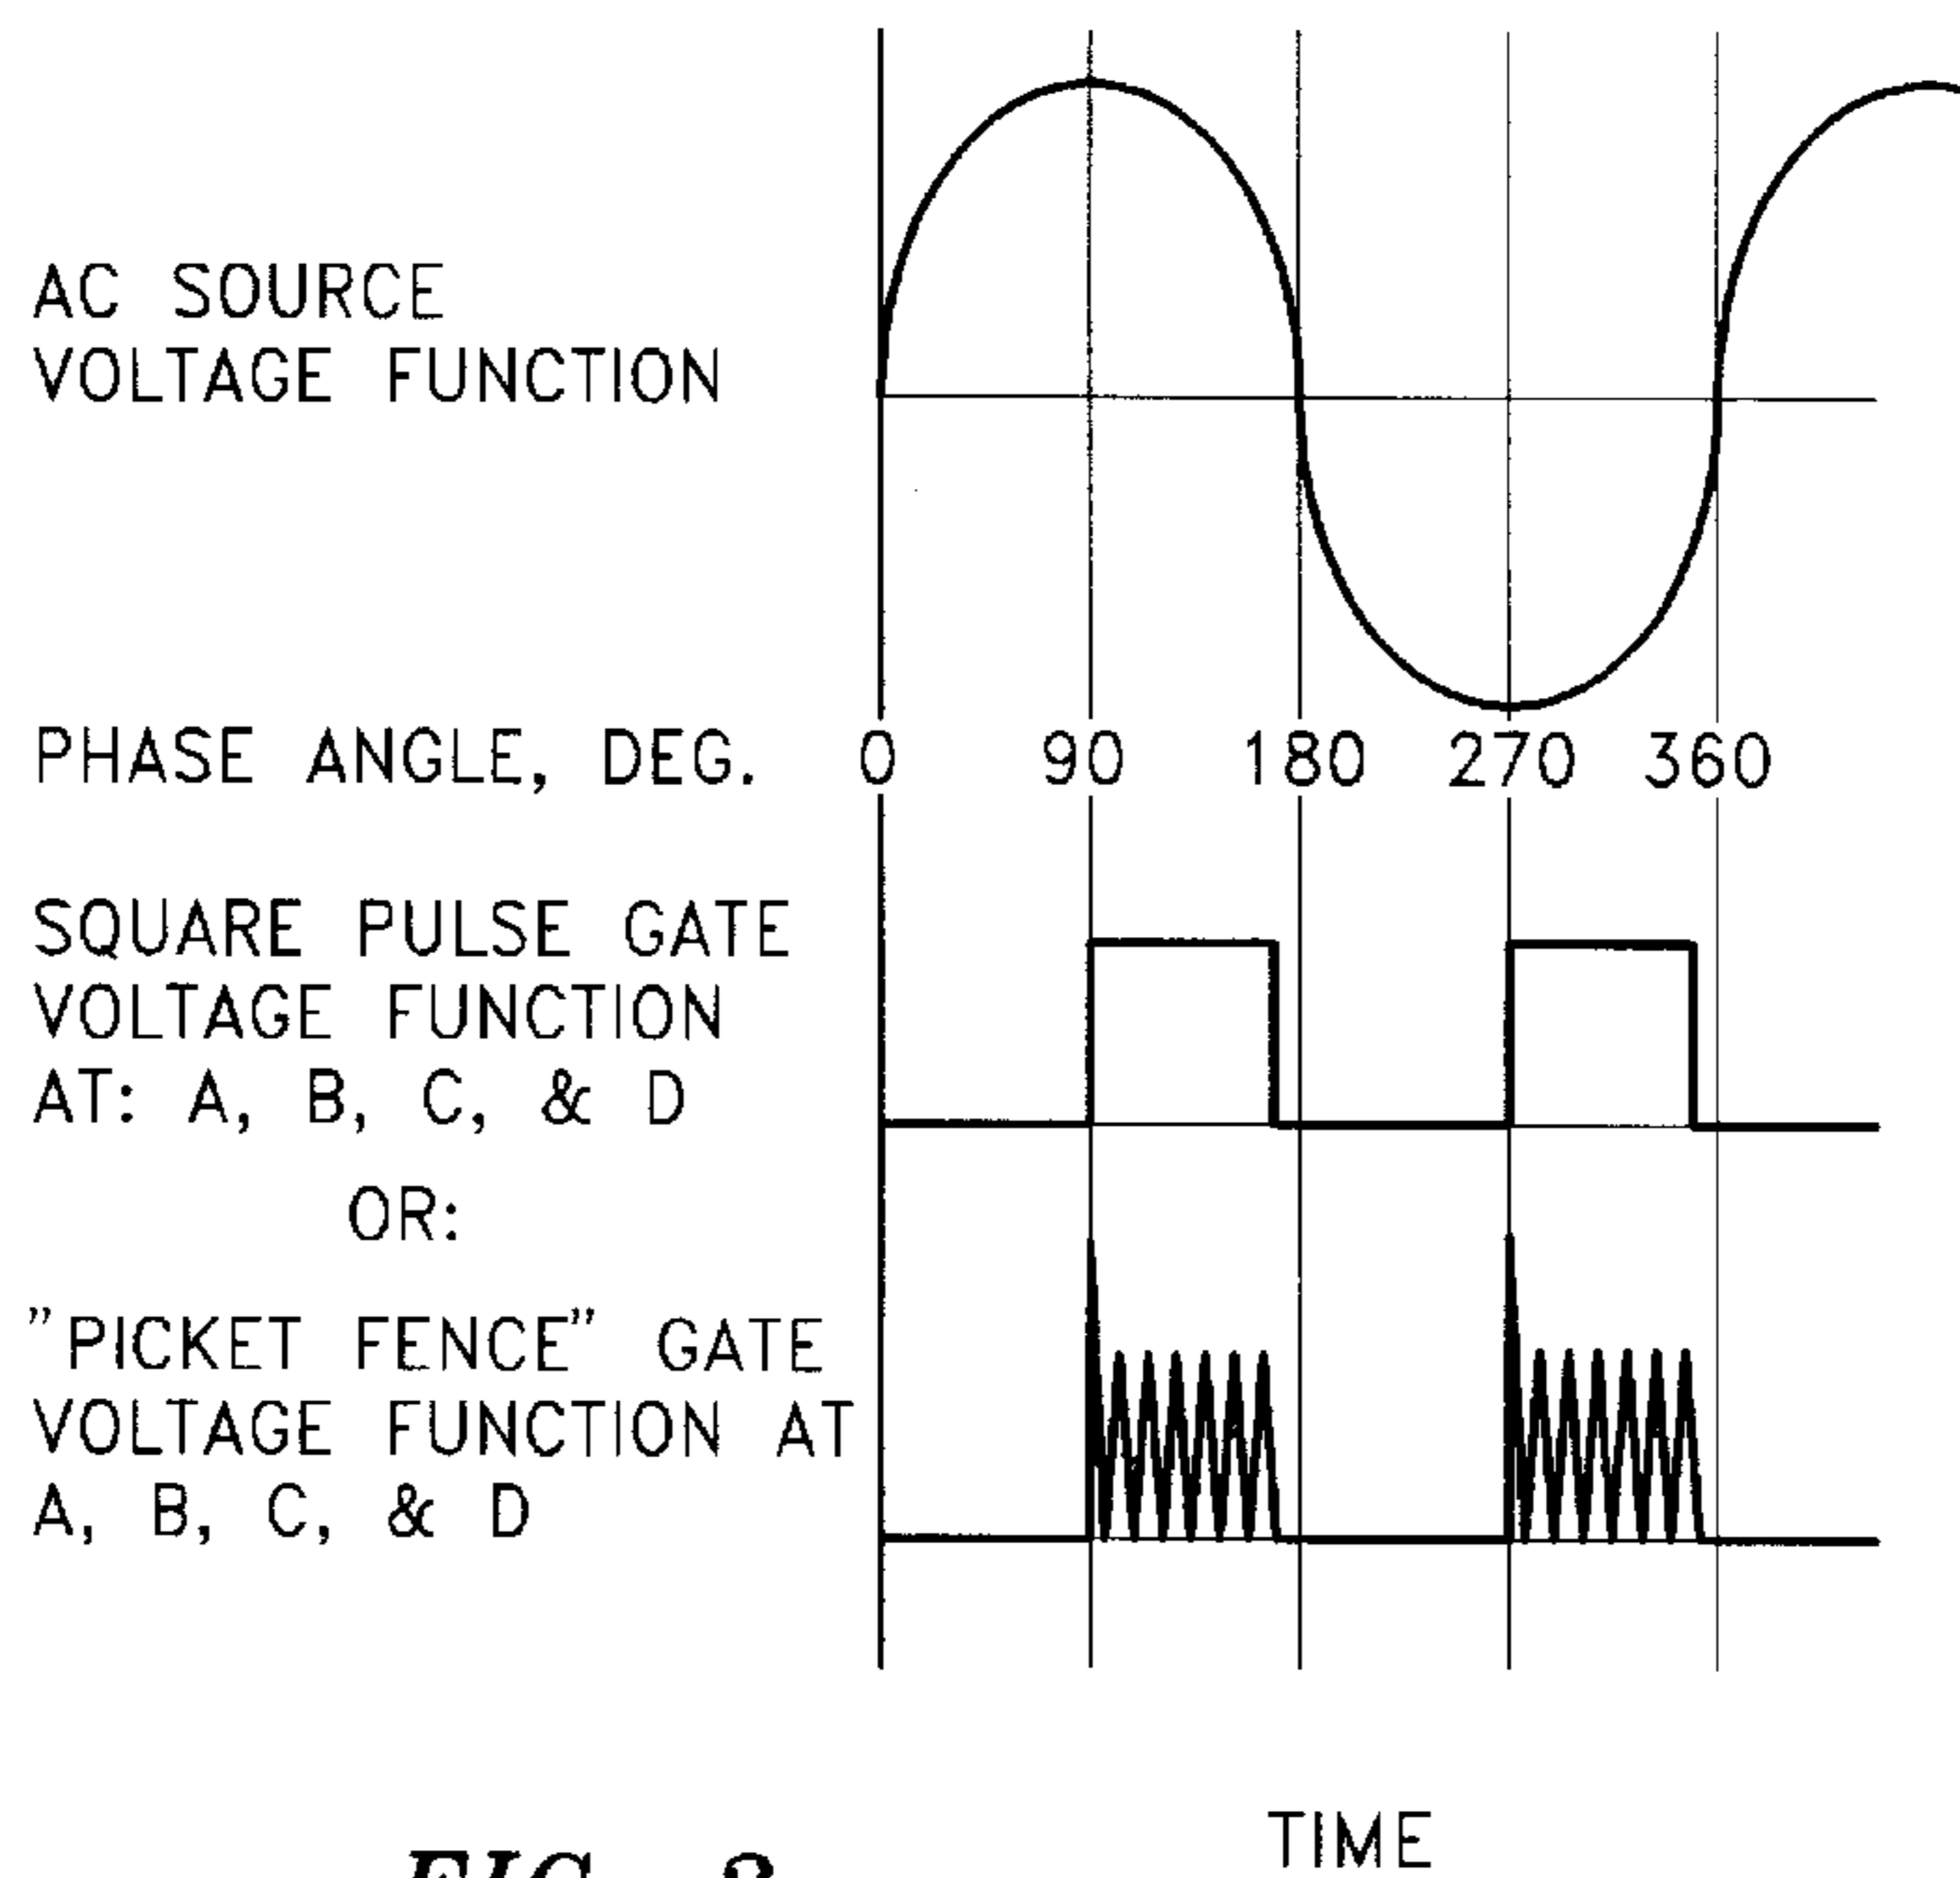 AC SOURCE
VOLTAGE FUNCTION
PHASE ANGLE, DEG. 0 90 180 270 360
SQUARE PULSE GATE
VOLTAGE FUNCTION
AT: A, B, C, & D
OR:
"PICKET FENCE" GATE
VOLTAGE FUNCTION AT
A, B, C, & D
TIME
FIG.